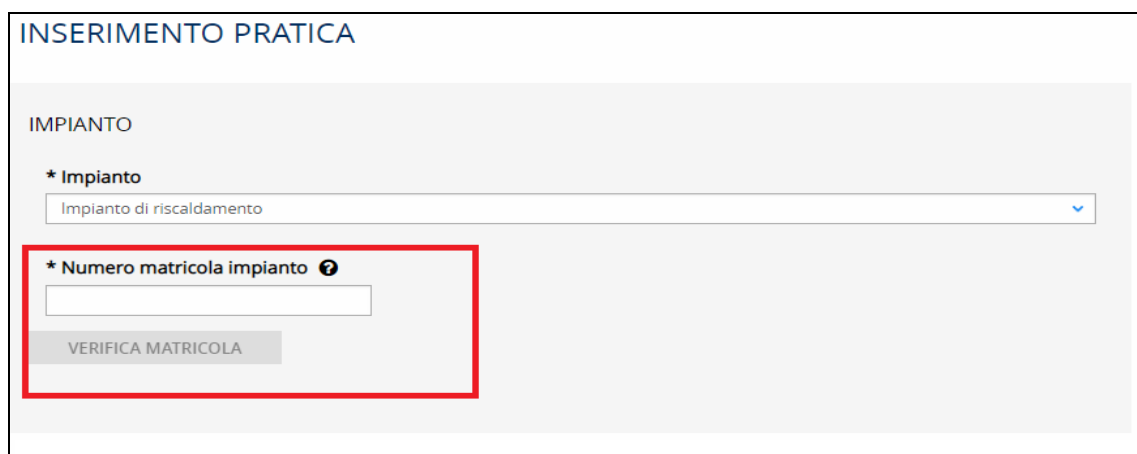 INSERIMENTO PRATICA
IMPIANTO
* Impianto
Impianto di riscaldamento
* Numero matricola impianto ?
VERIFICA MATRICOLA